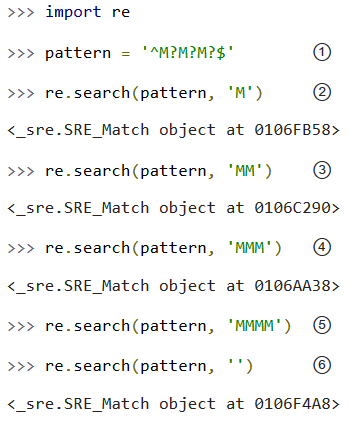 >>> import re
>>> pattern = '^M?M?M?$' ①
>>> re.search(pattern, 'M') ②
<_sre.SRE_Match object at 0106FB58>
>>> re.search(pattern, 'MM') ③
<_sre.SRE_Match object at 0106C290>
>>> re.search(pattern, 'MMM') ④
<_sre.SRE_Match object at 0106AA38>
>>> re.search(pattern, 'MMMM') ⑤
>>> re.search(pattern, '') ⑥
<_sre.SRE_Match object at 0106F4A8>